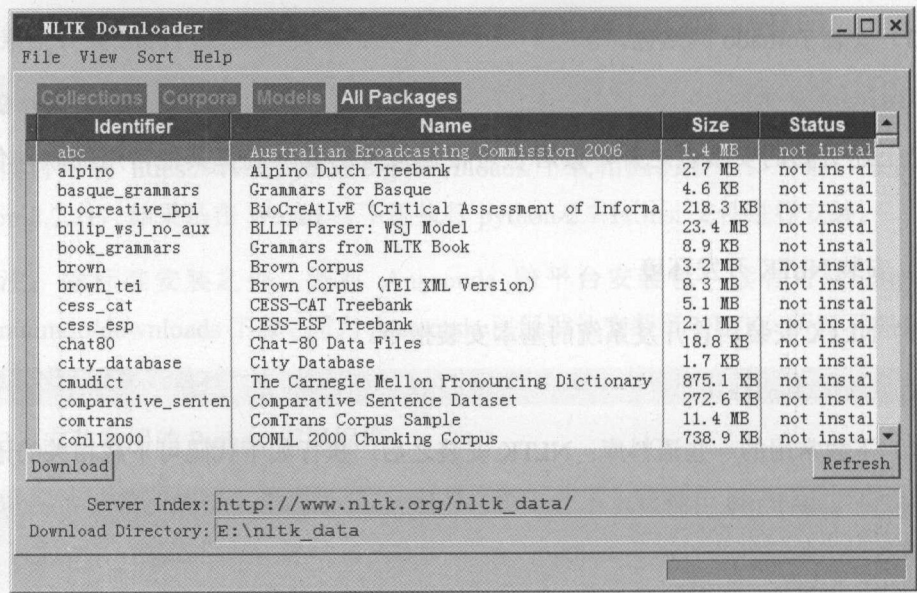 NLTK Downloader
File View Sort Help
Collections Corpora Models All Packages
Identifier Name Size Status
abc Australian Broadcasting Commission 2006 1.4 MB not instal
alpino Alpino Dutch Treebank 2.7 MB not instal
basque_grammars Grammars for Basque 4.6 KB not instal
biocreative_ppi BioCreAtIvE (Critical Assessment of Informa 218.3 KB not instal
bllip_wsj_no_aux BLLIP Parser: WSJ Model 23.4 MB not instal
book_grammars Grammars from NLTK Book 8.9 KB not instal
brown Brown Corpus 3.2 MB not instal
brown_tei Brown Corpus (TEI XML Version) 8.3 MB not instal
cess_cat CESS-CAT Treebank 5.1 MB not instal
cess_esp CESS-ESP Treebank 2.1 MB not instal
chat80 Chat-80 Data Files 18.8 KB not instal
city_database City Database 1.7 KB not instal
cmudict The Carnegie Mellon Pronouncing Dictionary 875.1 KB not instal
comparative_senten Comparative Sentence Dataset 272.6 KB not instal
comtrans ComTrans Corpus Sample 11.4 MB not instal
conll2000 CONLL 2000 Chunking Corpus 738.9 KB not instal
Download Refresh
Server Index: http://www.nltk.org/nltk_data/
Download Directory: E:\nltk_data